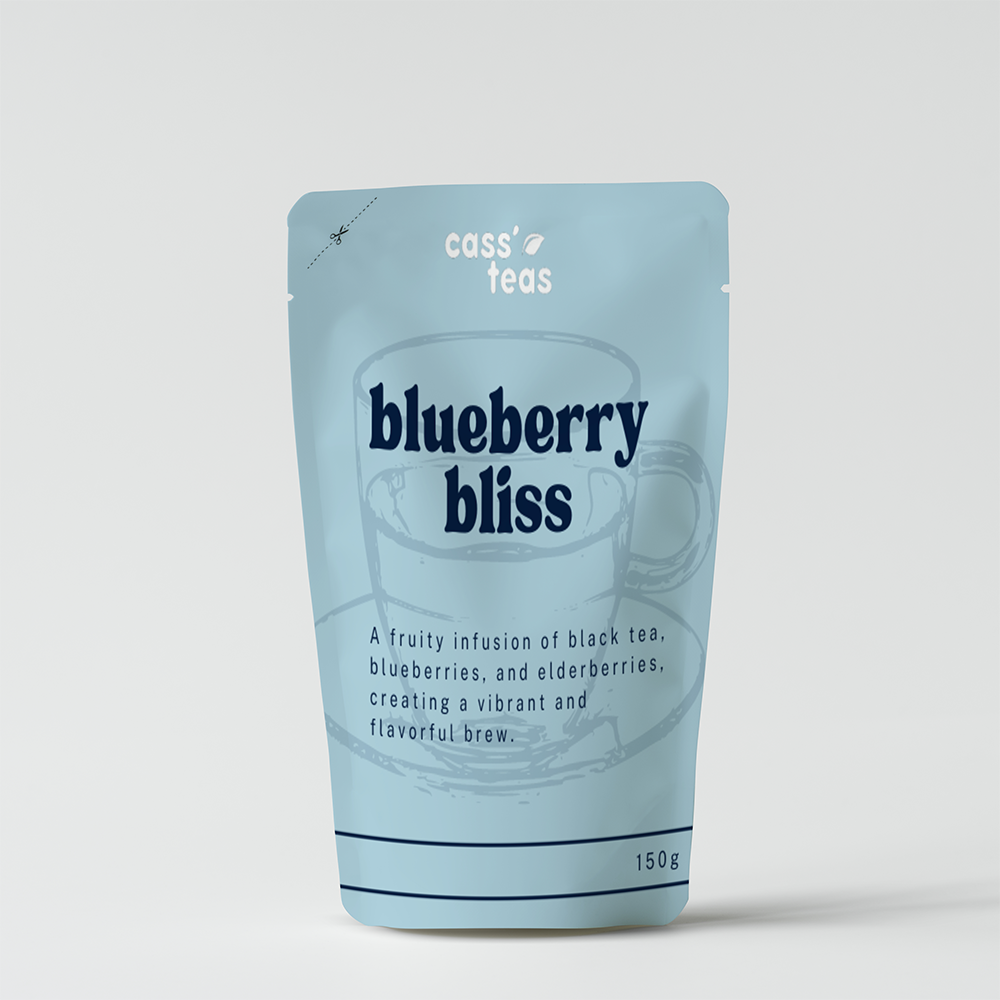 cass'
teas
blueberry
bliss
A fruity infusion of black tea,
blueberries, and elderberries,
creating a vibrant and
flavorful brew.
150g